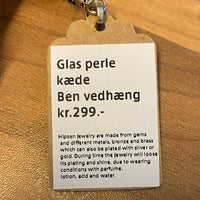 Glas perle
kæde
Ben vedhæng
kr.299.-
Hipzen Jewelry are made from gems
and different metals, bronze and brass
which can also be plated with silver or
gold. During time the jewelry will loose
its plating and shine, due to wearing
conditions with parfume,
lotion, acid and water.